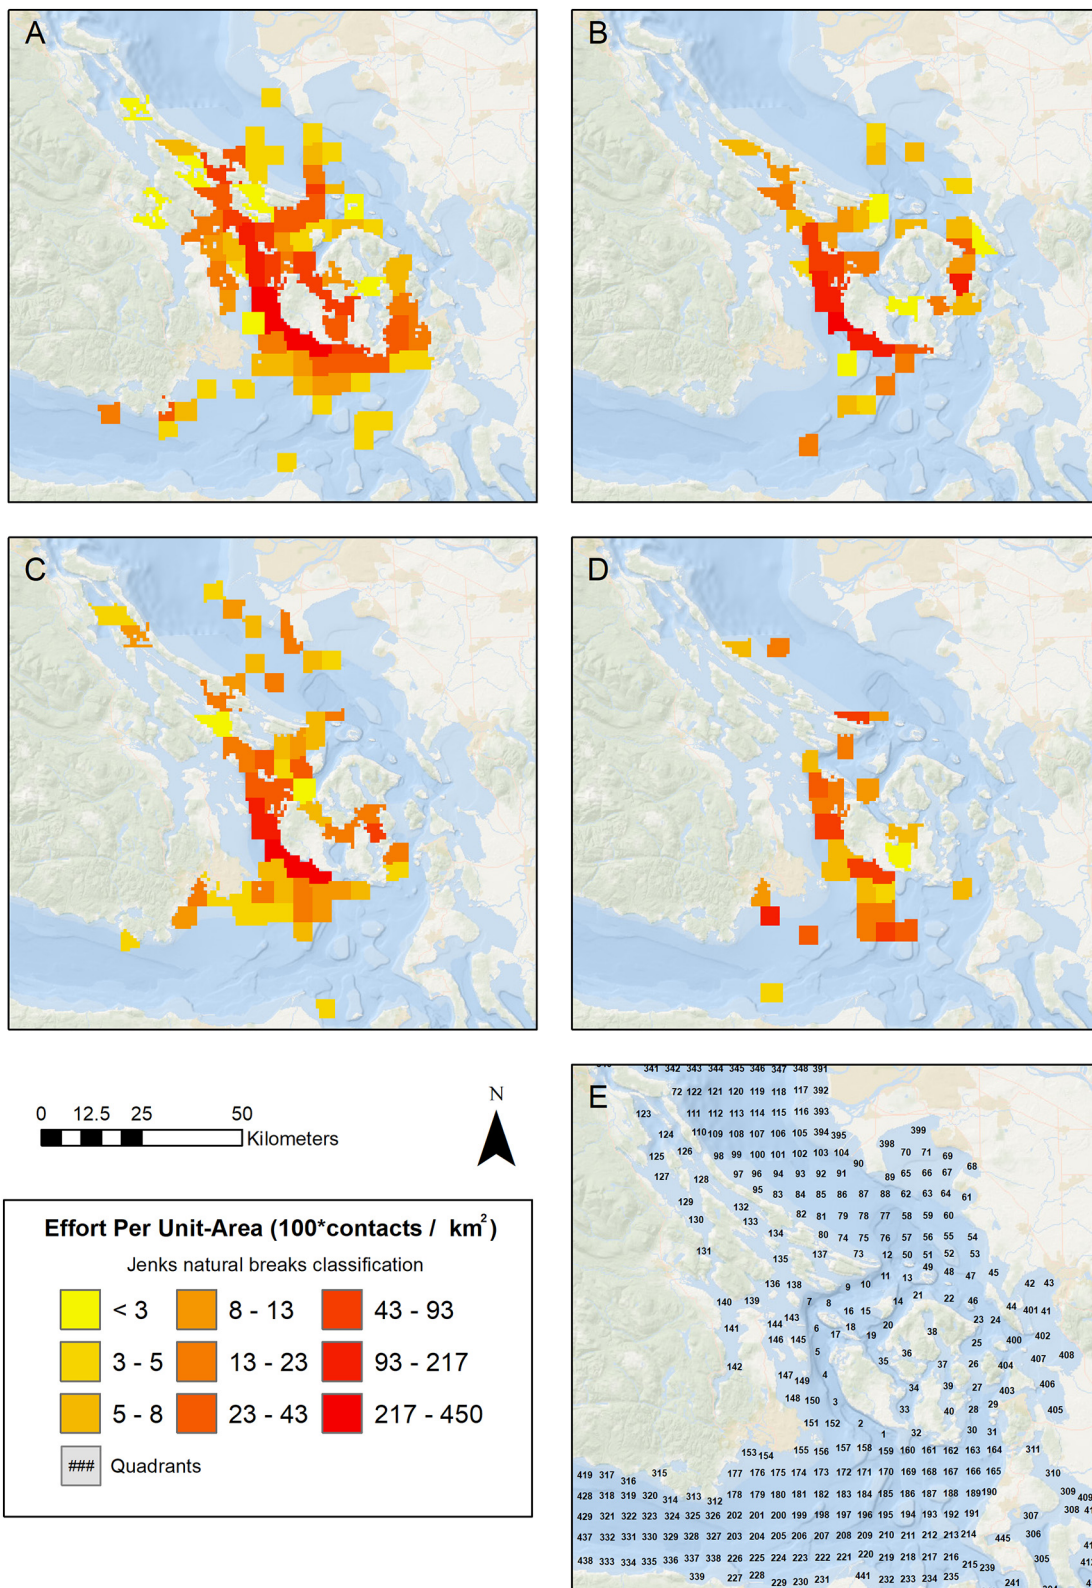 A
B
C
D
0 12.5 25 50
Kilometers
N
Effort Per Unit-Area (100*contacts / km²)
Jenks natural breaks classification
< 3 8 - 13 43 - 93
3 - 5 13 - 23 93 - 217
5 - 8 23 - 43 217 - 450
### Quadrants
E
341 342 343 344 345 346 347 348 391
72 122 121 120 119 118 117 392
123 111 112 113 114 115 116 393
124 110 109 108 107 106 105 394 395 398 399
125 126 98 99 100 101 102 103 104 90 70 71 69 68
127 128 97 96 94 93 92 91 89 65 66 67
129 132 95 83 84 85 86 87 88 62 63 64 61
130 133 82 81 79 78 77 58 59 60
131 134 80 74 75 76 57 56 55 54
135 137 73 12 50 51 52 53
136 138 9 10 11 13 49 48 47 45 42 43
140 139 7 8 14 21 22 46 44 401 41
141 144 143 6 16 15 20 38 23 24
146 145 17 18 19 25 400 402
142 5 35 36 37 26 404 407 408
147 149 4 34 39 27 403 406
148 150 3 33 40 28 29 405
151 152 2 1 32 30 31
153 154 155 156 157 158 159 160 161 162 163 164 311
419 317 316 315 177 176 175 174 173 172 171 170 169 168 167 166 165 310
428 318 319 320 314 313 312 178 179 180 181 182 183 184 185 186 187 188 189 190 309 409
429 321 322 323 324 325 326 202 201 200 199 198 197 196 195 194 193 192 191 307 308
437 332 331 330 329 328 327 203 204 205 206 207 208 209 210 211 212 213 214 445 306
438 333 334 335 336 337 338 226 225 224 223 222 221 220 219 218 217 216 215 239 305
339 227 228 229 230 231 441 232 233 234 235 241